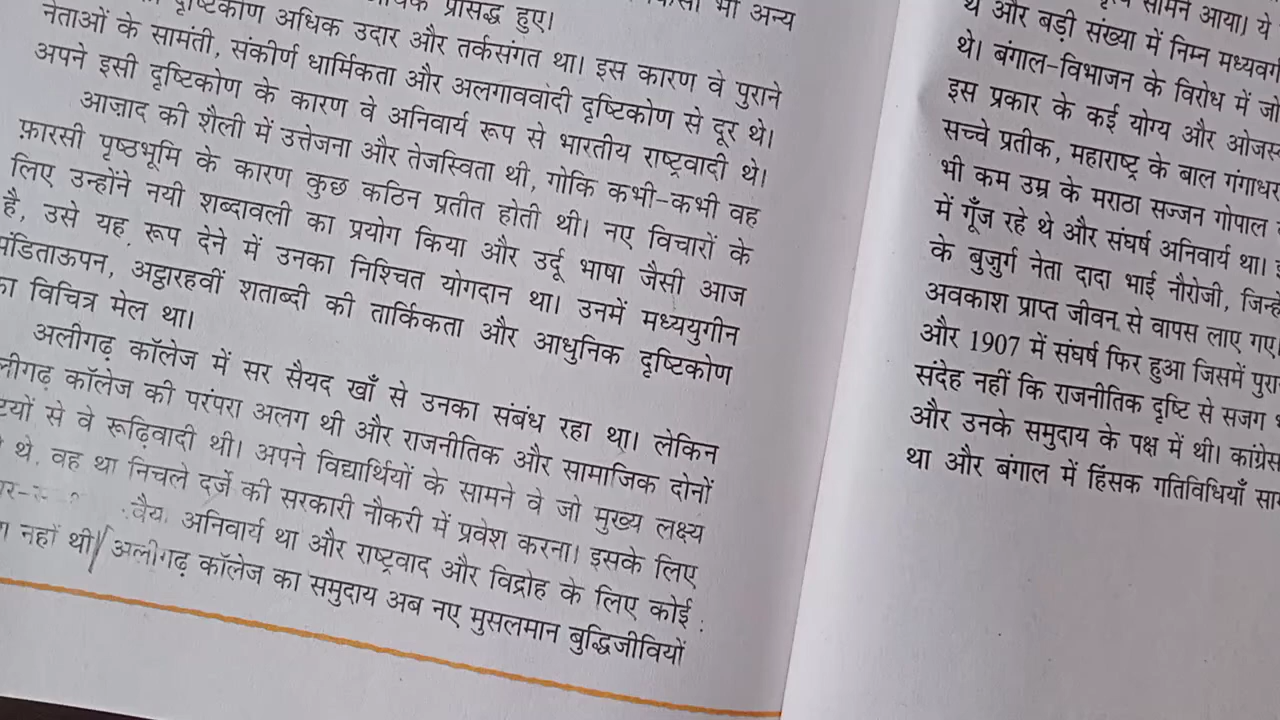 प्रसिद्ध हुए। भी अन्य
दृष्टिकोण अधिक उदार और तर्कसंगत था। इस कारण वे पुराने
नेताओं के सामंती, संकीर्ण धार्मिकता और अलगाववादी दृष्टिकोण से दूर थे।
अपने इसी दृष्टिकोण के कारण वे अनिवार्य रूप से भारतीय राष्ट्रवादी थे।
आज़ाद की शैली में उत्तेजना और तेजस्विता थी, गोकि कभी-कभी वह
फ़ारसी पृष्ठभूमि के कारण कुछ कठिन प्रतीत होती थी। नए विचारों के
लिए उन्होंने नयी शब्दावली का प्रयोग किया और उर्दू भाषा जैसी आज
है, उसे यह रूप देने में उनका निश्चित योगदान था। उनमें मध्ययुगीन
पंडिताऊपन, अट्ठारहवीं शताब्दी की तार्किकता और आधुनिक दृष्टिकोण
का विचित्र मेल था।
अलीगढ़ कॉलेज में सर सैयद खाँ से उनका संबंध रहा था। लेकिन
अलीगढ़ कॉलेज की परंपरा अलग थी और राजनीतिक और सामाजिक दोनों
से वे रूढ़िवादी थी। अपने विद्यार्थियों के सामने वे जो मुख्य लक्ष्य
थे, वह था निचले दर्जे की सरकारी नौकरी में प्रवेश करना। इसके लिए
अनिवार्य था और राष्ट्रवाद और विद्रोह के लिए कोई
नहीं थी। अलीगढ़ कॉलेज का समुदाय अब नए मुसलमान बुद्धिजीवियों
सामने आया। ये
थे और बड़ी संख्या में निम्न मध्यवर्ग
थे। बंगाल-विभाजन के विरोध में जो
इस प्रकार के कई योग्य और
सच्चे प्रतीक, महाराष्ट्र के बाल गंगाधर
भी कम उम्र के मराठा सज्जन गोपाल
में गूँज रहे थे और संघर्ष अनिवार्य था।
के बुजुर्ग नेता दादा भाई नौरोजी,
अवकाश प्राप्त जीवन से वापस लाए गए।
और 1907 में संघर्ष फिर हुआ जिसमें
संदेह नहीं कि राजनीतिक दृष्टि से सजग
और उनके समुदाय के पक्ष में थी। कांग्रेस
था और बंगाल में हिंसक गतिविधियाँ